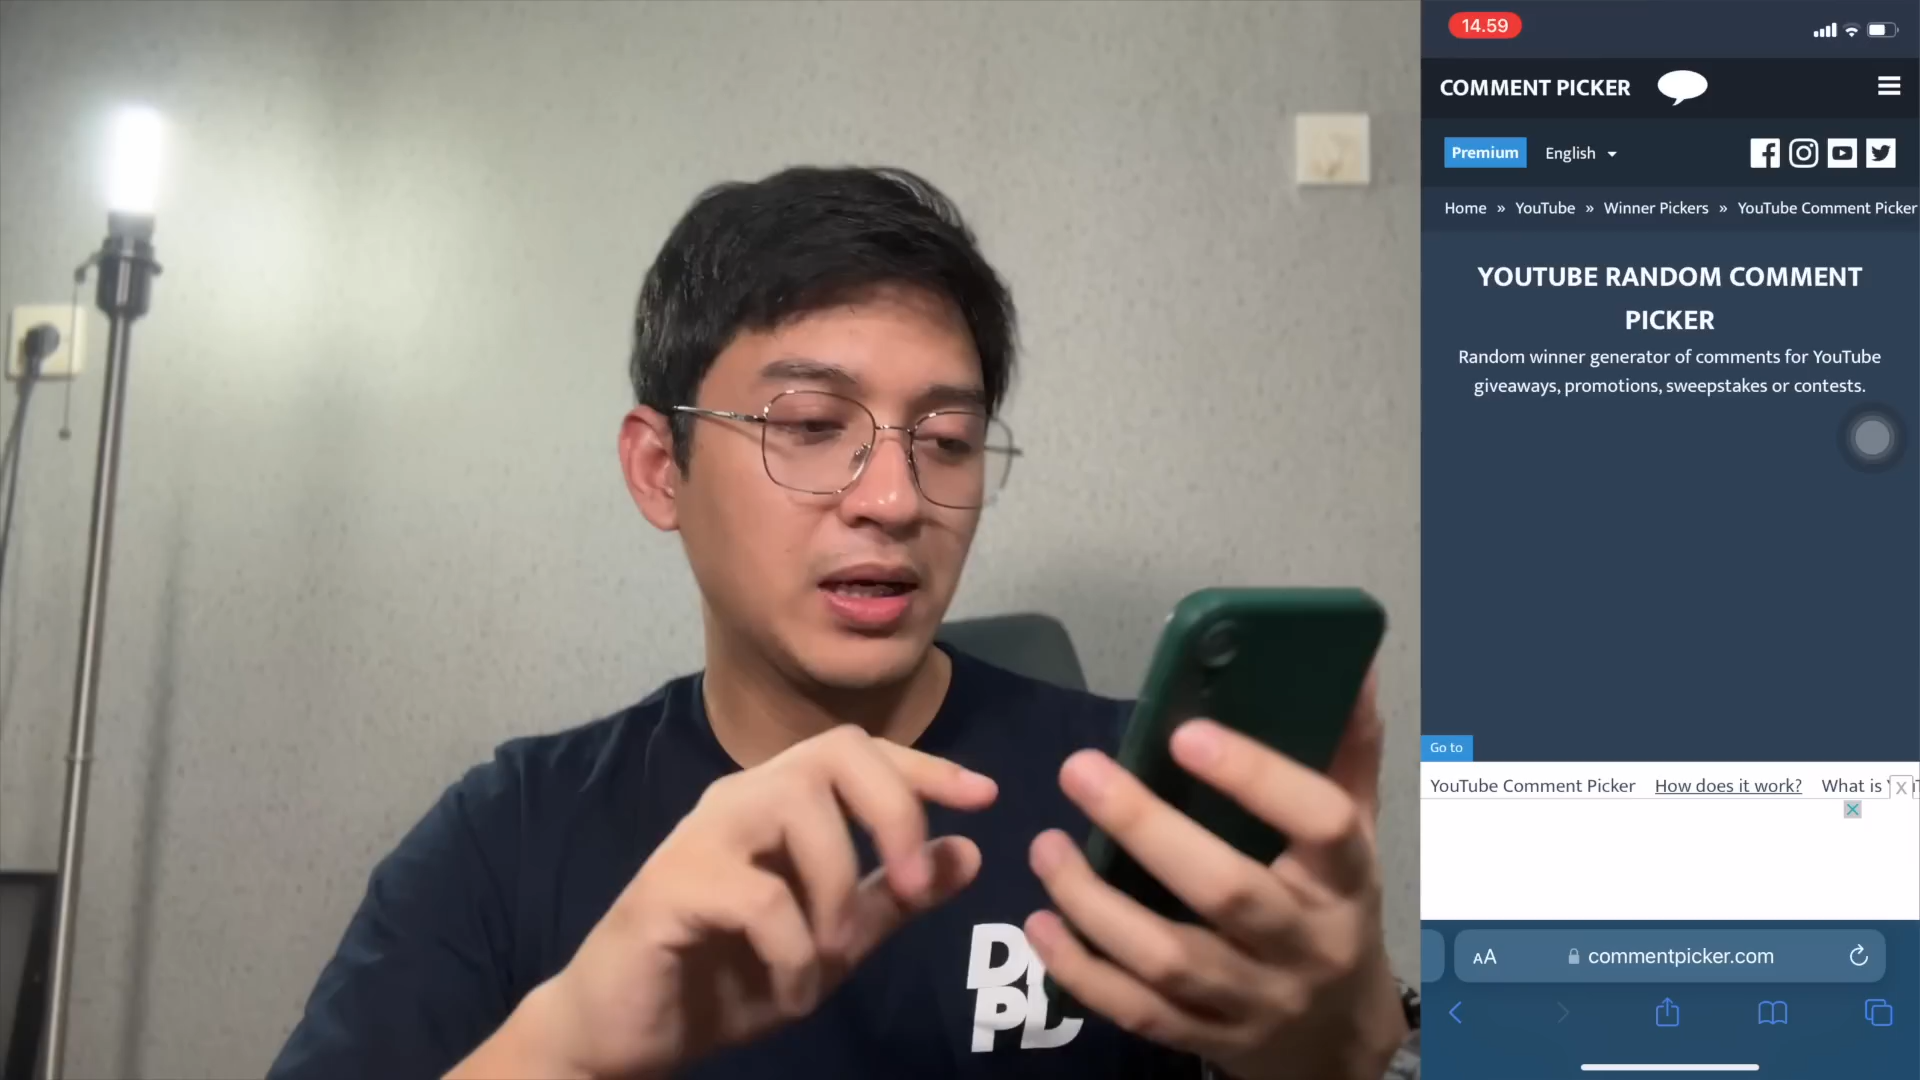 14.59
COMMENT PICKER
Premium English
Home » YouTube » Winner Pickers » YouTube Comment Picker
YOUTUBE RANDOM COMMENT
PICKER
Random winner generator of comments for YouTube
giveaways, promotions, sweepstakes or contests.
Go to
YouTube Comment Picker How does it work? What is
X
AA commentpicker.com